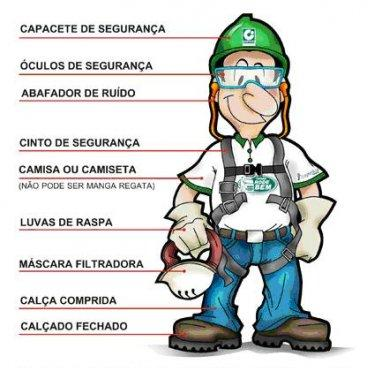 CAPACETE DE SEGURANÇA
ÓCULOS DE SEGURANÇA
ABAFADOR DE RUÍDO
CINTO DE SEGURANÇA
CAMISA OU CAMISETA
(NÃO PODE SER MANGA REGATA)
LUVAS DE RASPA
MÁSCARA FILTRADORA
CALÇA COMPRIDA
CALÇADO FECHADO
BEM